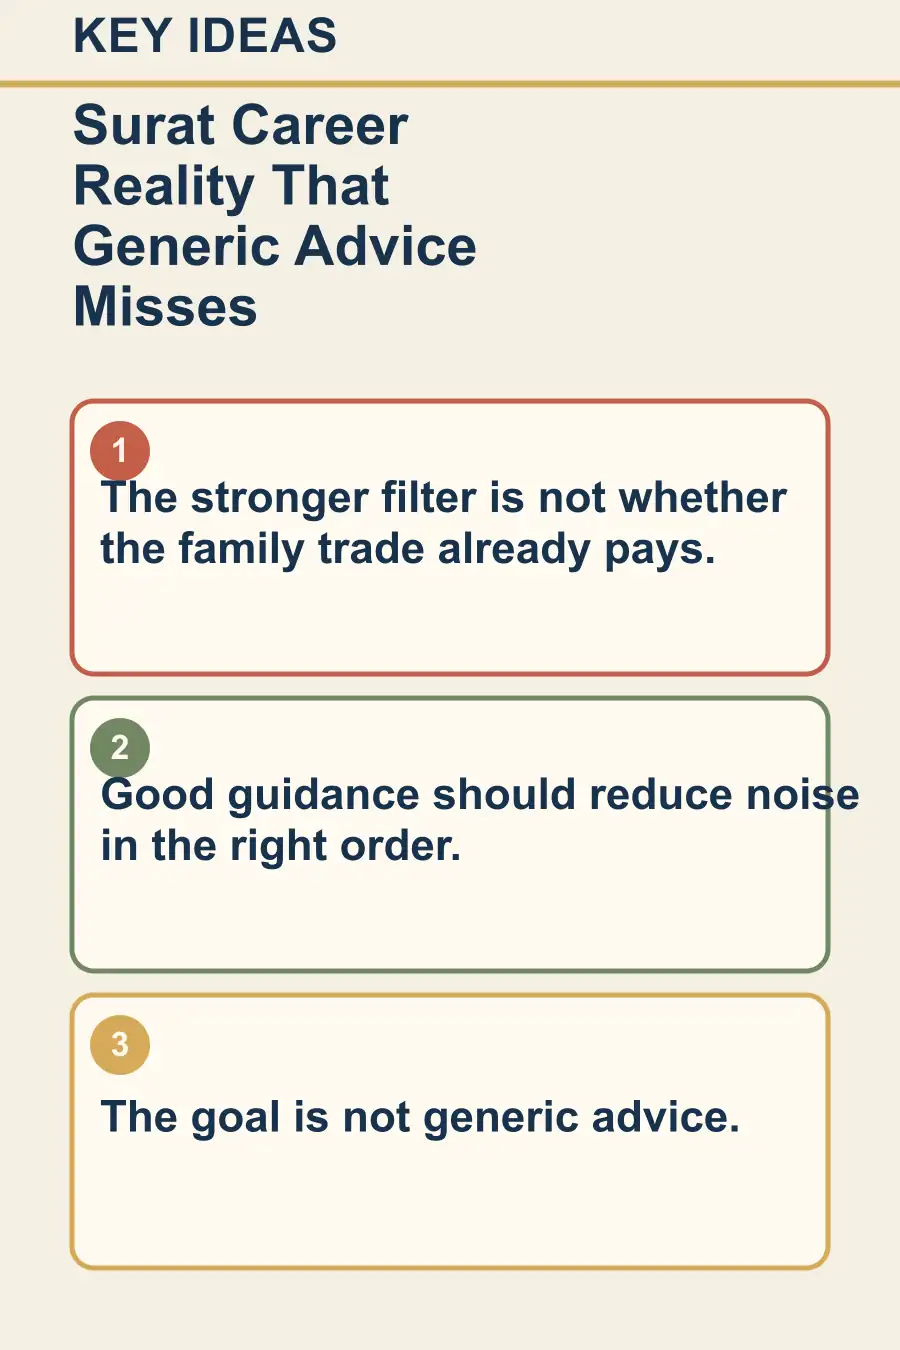 KEY IDEAS
Surat Career
Reality That
Generic Advice
Misses
1
The stronger filter is not whether
the family trade already pays.
2
Good guidance should reduce noise
in the right order.
3
The goal is not generic advice.